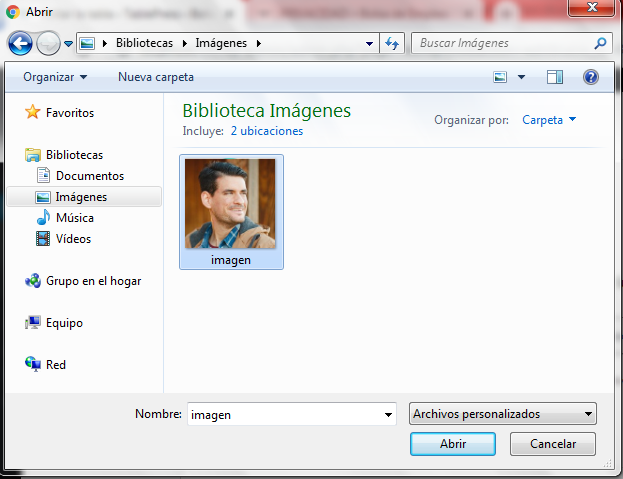 Abrir
Bibliotecas Imágenes
Buscar Imágenes
Organizar Nueva carpeta
Favoritos
Bibliotecas
Documentos
Imágenes
Música
Vídeos
Grupo en el hogar
Equipo
Red
Biblioteca Imágenes
Incluye: 2 ubicaciones
Organizar por: Carpeta
imagen
Nombre: imagen
Archivos personalizados
Abrir Cancelar